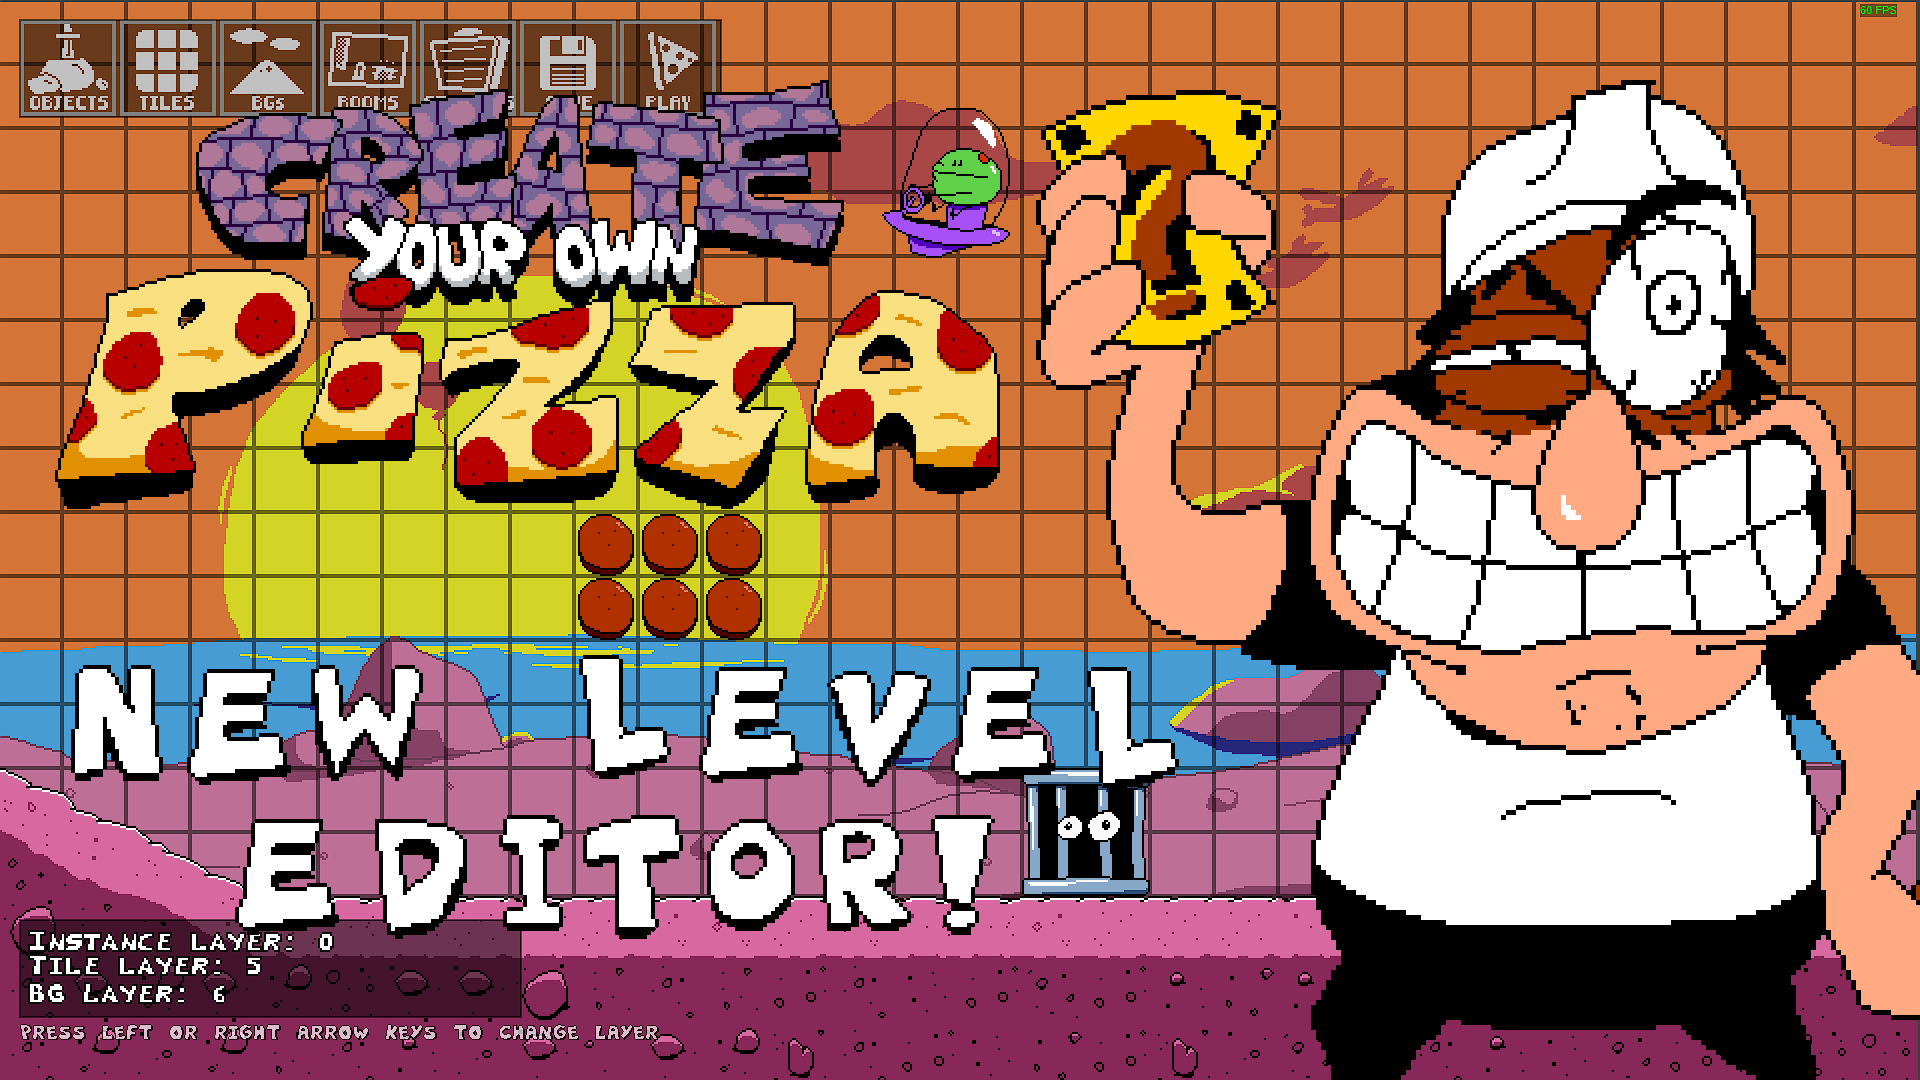 60 FPS
OBJECTS TILES BGs ROOMS PLAY
CREATE
YOUR OWN
PIZZA
NEW LEVEL
EDITOR!
INSTANCE LAYER: 0
TILE LAYER: 5
BG LAYER: 6
PRESS LEFT OR RIGHT ARROW KEYS TO CHANGE LAYER